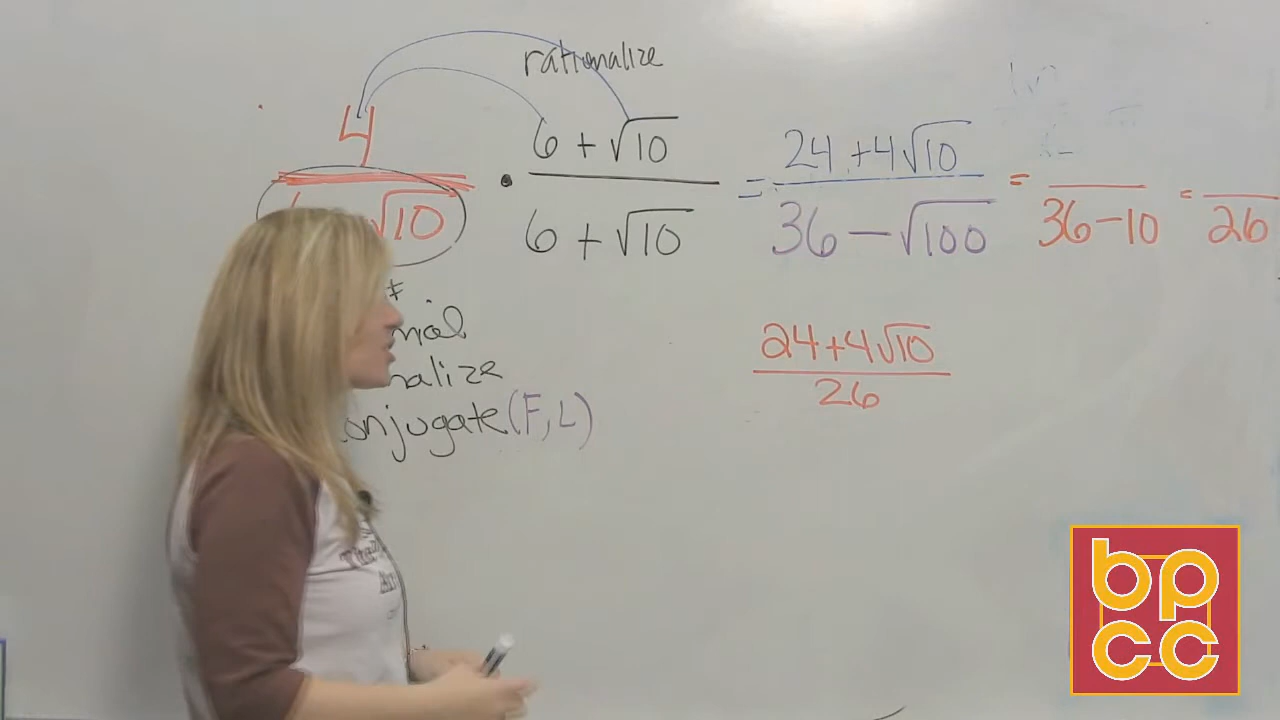 rationalize
4 / √10 · (6 + √10) / (6 + √10) = (24 + 4√10) / (36 − √100) = / (36 − 10) = / 26
(24 + 4√10) / 26
onjugate (F, L)
bp
cc